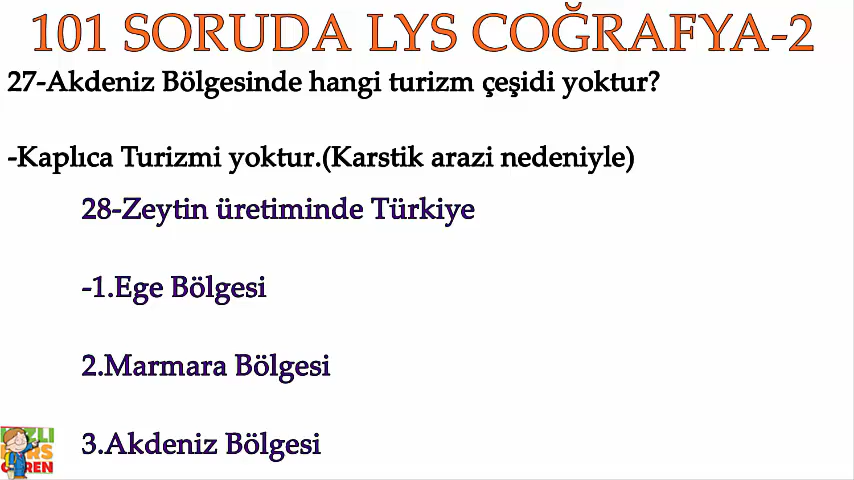 101 SORUDA LYS COĞRAFYA-2
27-Akdeniz Bölgesinde hangi turizm çeşidi yoktur?
-Kaplıca Turizmi yoktur.(Karstik arazi nedeniyle)
28-Zeytin üretiminde Türkiye
-1.Ege Bölgesi
2.Marmara Bölgesi
3.Akdeniz Bölgesi